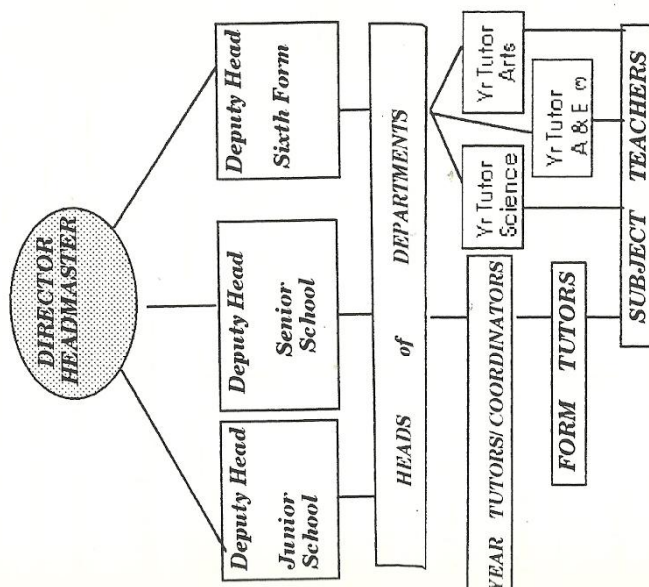 DIRECTOR
HEADMASTER
Deputy Head
Junior
School
Deputy Head
Senior
School
Deputy Head
Sixth Form
HEADS of DEPARTMENTS
YEAR TUTORS/COORDINATORS
Yr Tutor
Science
Yr Tutor
A & E (*)
Yr Tutor
Arts
FORM TUTORS
SUBJECT TEACHERS